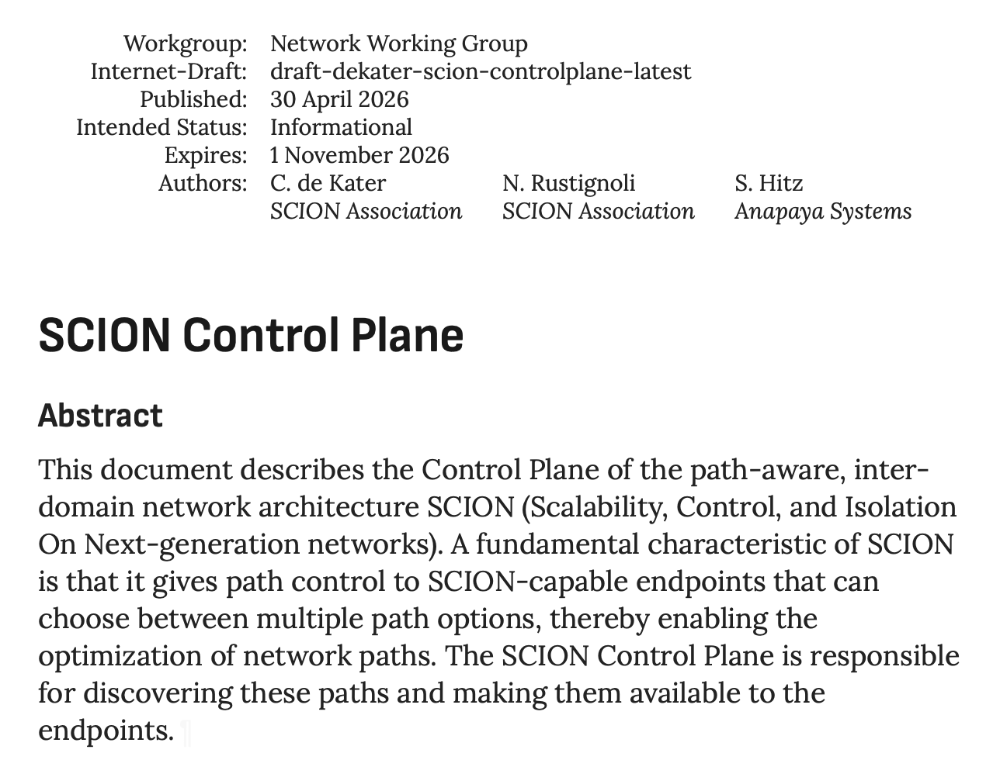 Workgroup: Network Working Group
Internet-Draft: draft-dekater-scion-controlplane-latest
Published: 30 April 2026
Intended Status: Informational
Expires: 1 November 2026
Authors: C. de Kater N. Rustignoli S. Hitz
SCION Association SCION Association Anapaya Systems
SCION Control Plane
Abstract
This document describes the Control Plane of the path-aware, inter-
domain network architecture SCION (Scalability, Control, and Isolation
On Next-generation networks). A fundamental characteristic of SCION
is that it gives path control to SCION-capable endpoints that can
choose between multiple path options, thereby enabling the
optimization of network paths. The SCION Control Plane is responsible
for discovering these paths and making them available to the
endpoints. ¶